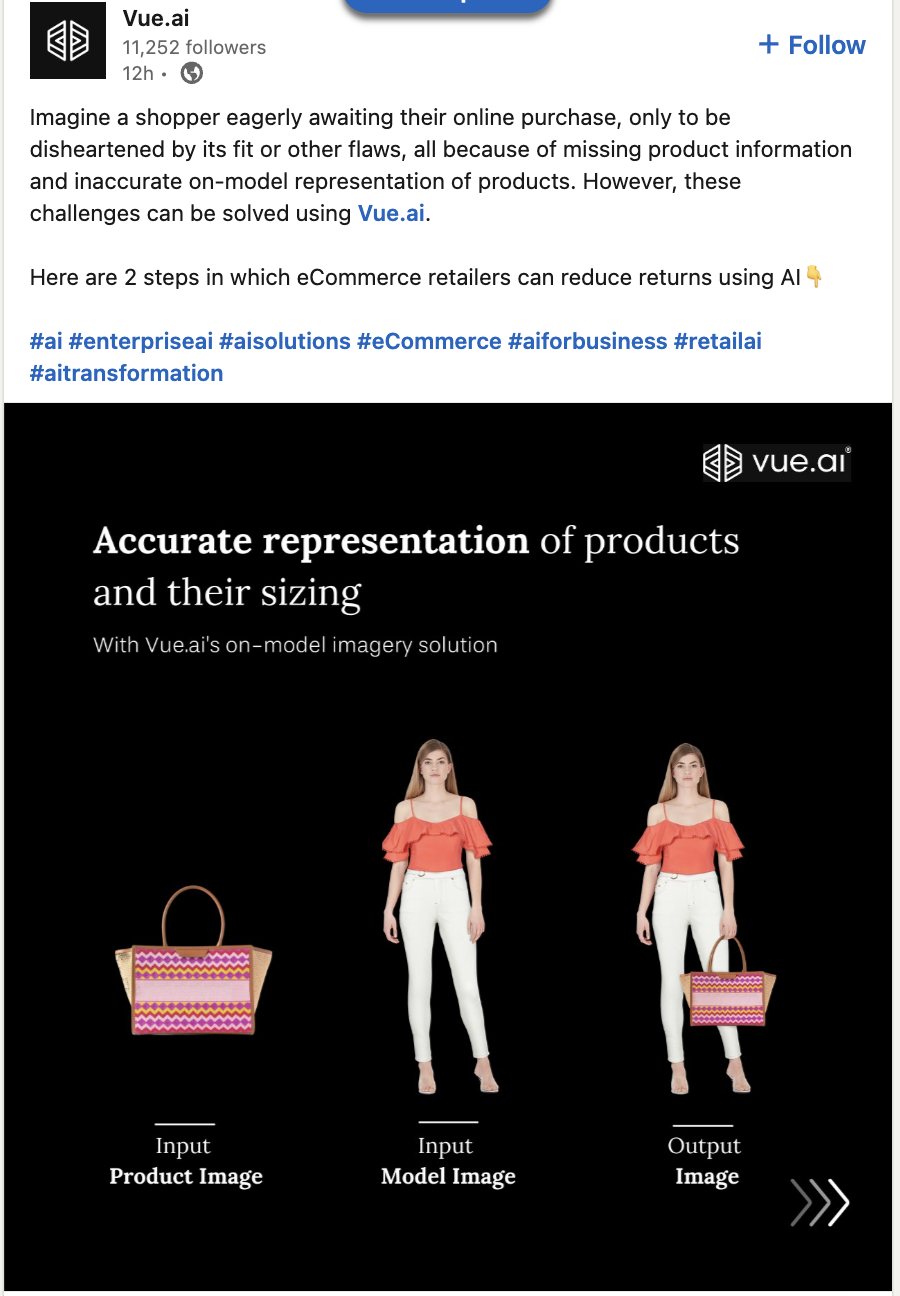 Vue.ai
11,252 followers
12h •
+ Follow
Imagine a shopper eagerly awaiting their online purchase, only to be
disheartened by its fit or other flaws, all because of missing product information
and inaccurate on-model representation of products. However, these
challenges can be solved using Vue.ai.
Here are 2 steps in which eCommerce retailers can reduce returns using AI👇
#ai #enterpriseai #aisolutions #eCommerce #aiforbusiness #retailai
#aitransformation
vue.ai®
Accurate representation of products
and their sizing
With Vue.ai's on-model imagery solution
Input
Product Image
Input
Model Image
Output
Image